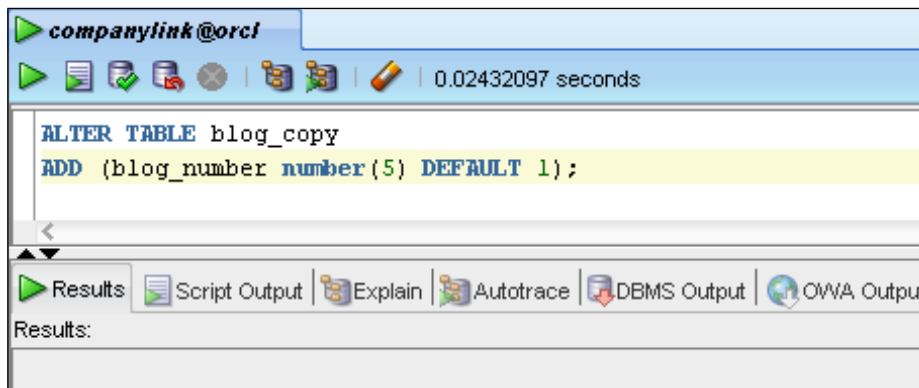 companylink@orcl
0.02432097 seconds
ALTER TABLE blog_copy
ADD (blog_number number(5) DEFAULT 1);
Results Script Output Explain Autotrace DBMS Output OWA Outpu
Results: